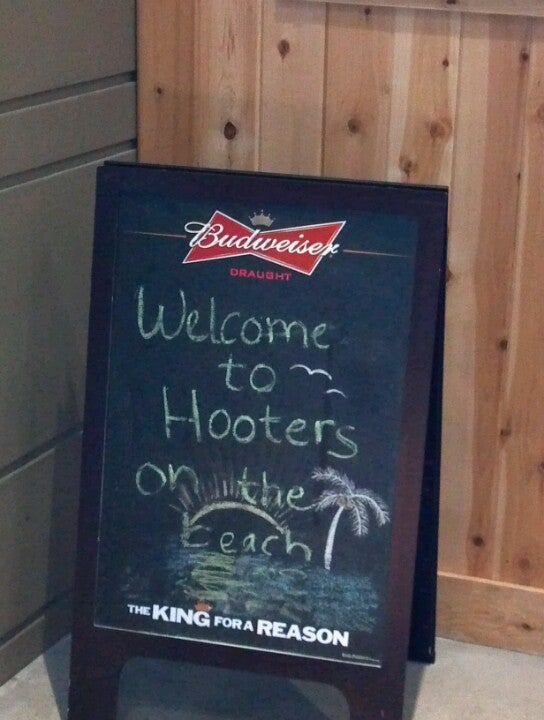 Budweiser
DRAUGHT
Welcome
to
Hooters
on the
Beach
THE KING FOR A REASON